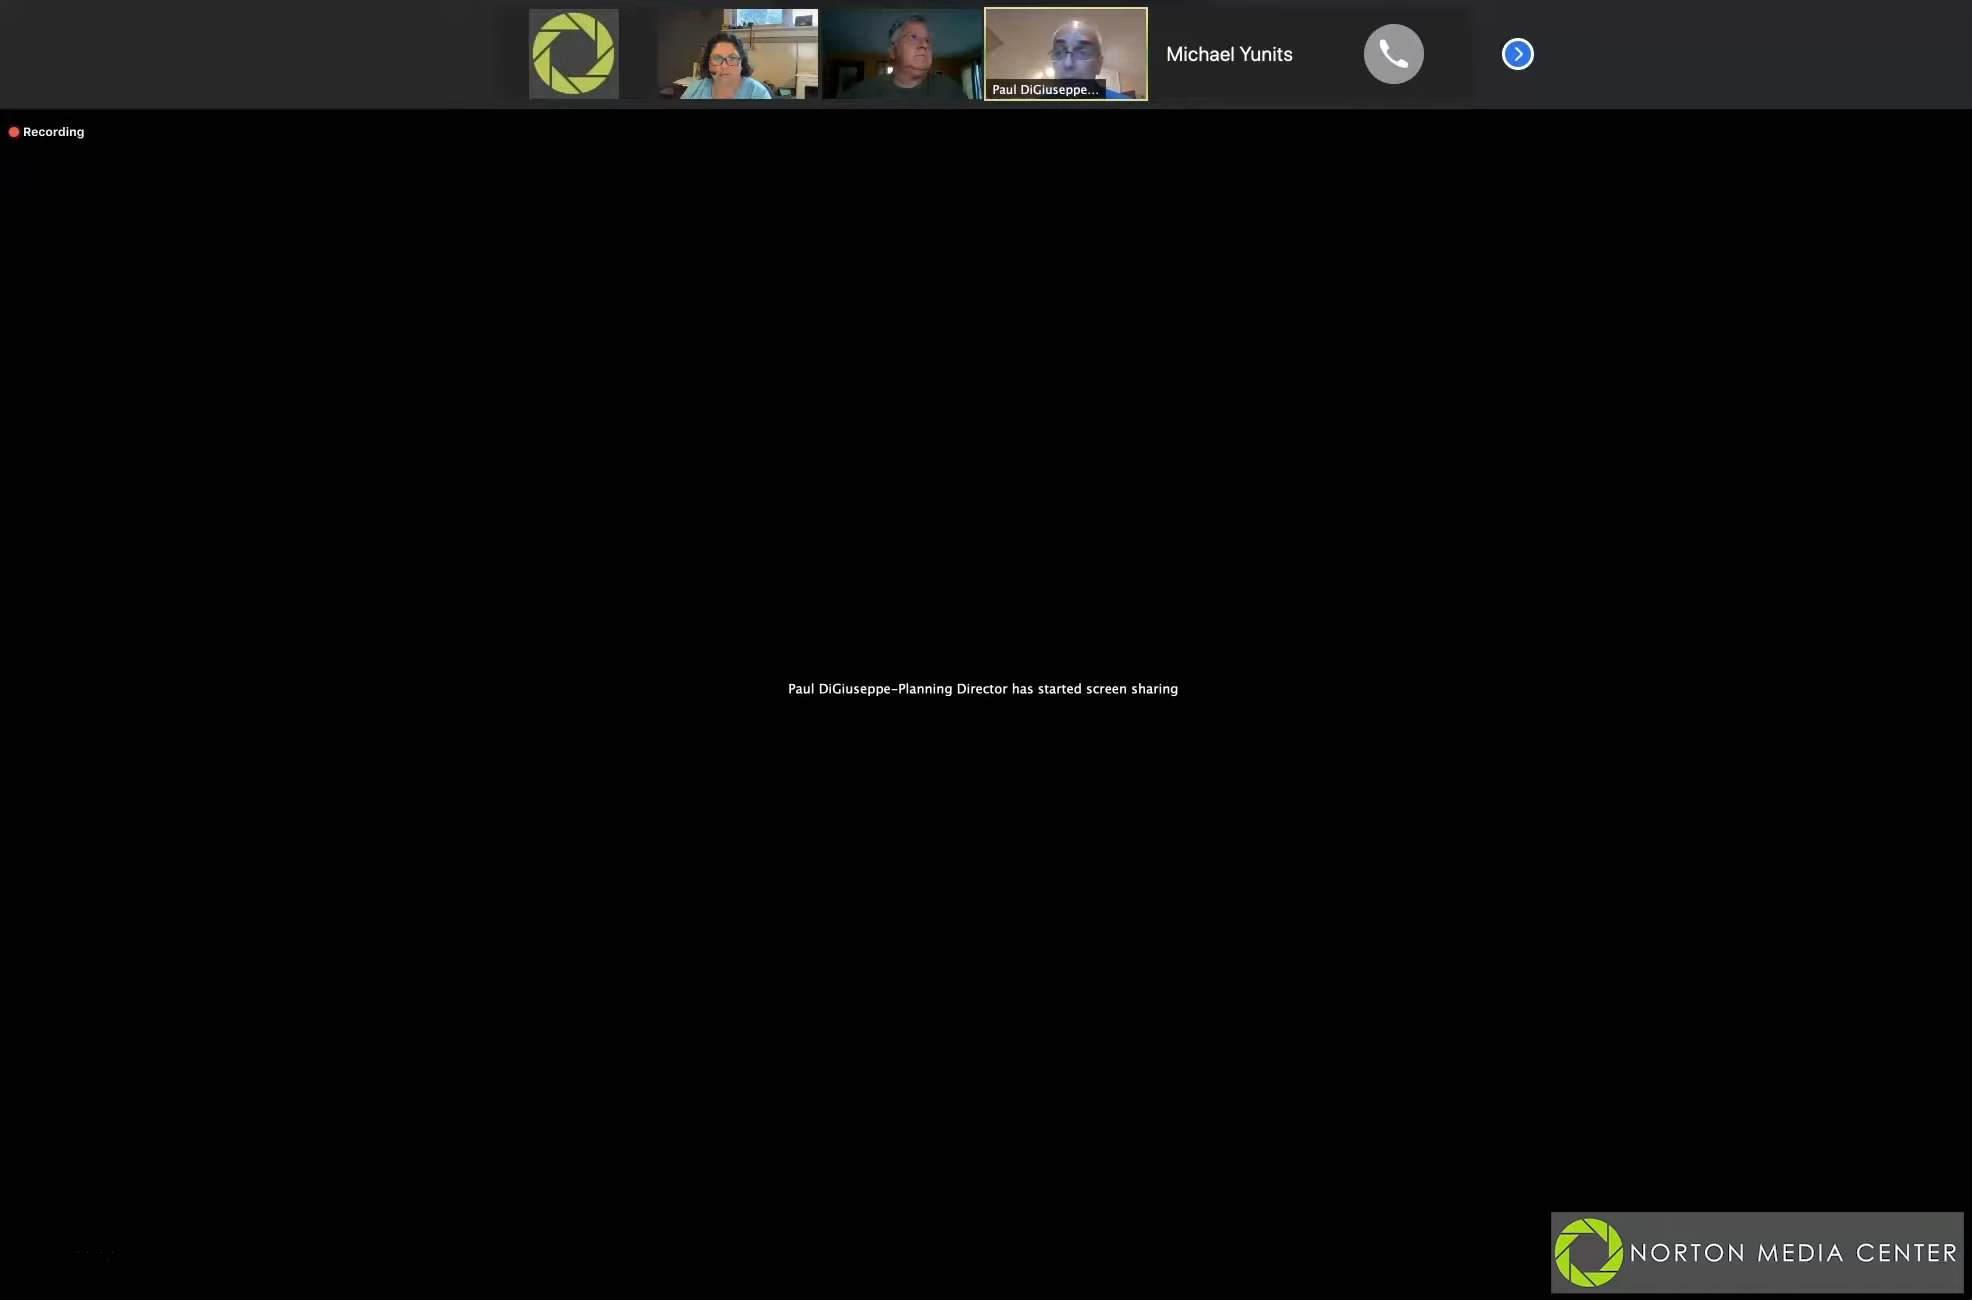 Paul DiGiuseppe...
Michael Yunits
Recording
Paul DiGiuseppe-Planning Director has started screen sharing
NORTON MEDIA CENTER